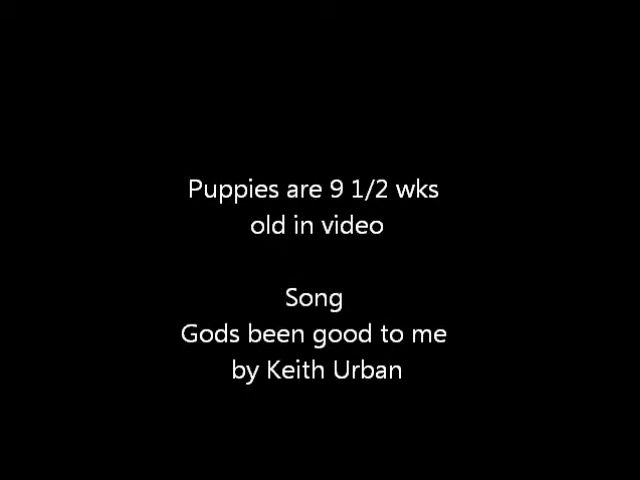 Puppies are 9 1/2 wks
old in video
Song
Gods been good to me
by Keith Urban